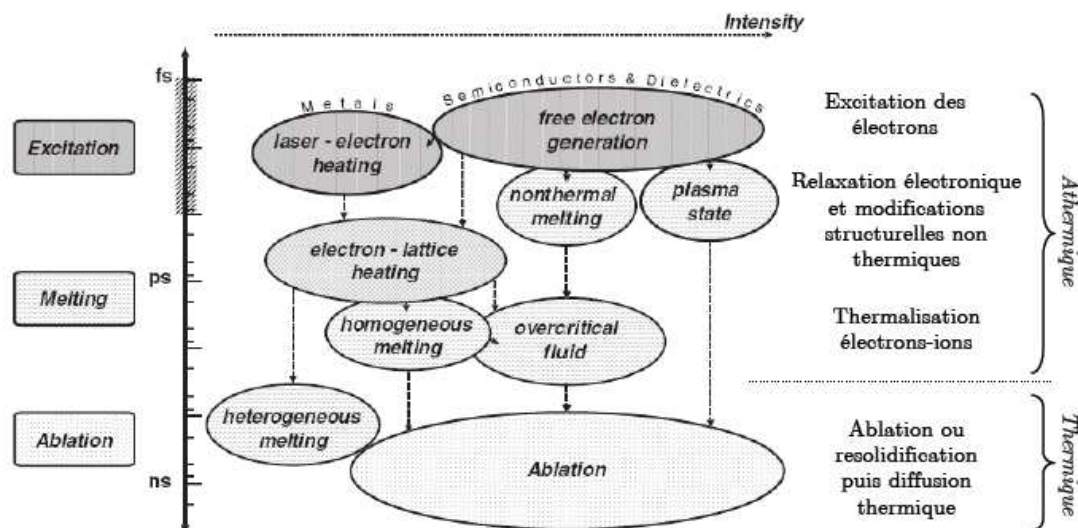 Intensity
fs
Metals
Semiconductors & Dielectrics
Excitation
laser - electron
heating
free electron
generation
Excitation des
électrons
nonthermal
melting
plasma
state
Relaxation électronique
et modifications
structurelles non
thermiques
Athermique
electron - lattice
heating
ps
Melting
homogeneous
melting
overcritical
fluid
Thermalisation
électrons-ions
heterogeneous
melting
Ablation
Ablation
ns
Ablation ou
resolidification
puis diffusion
thermique
Thermique